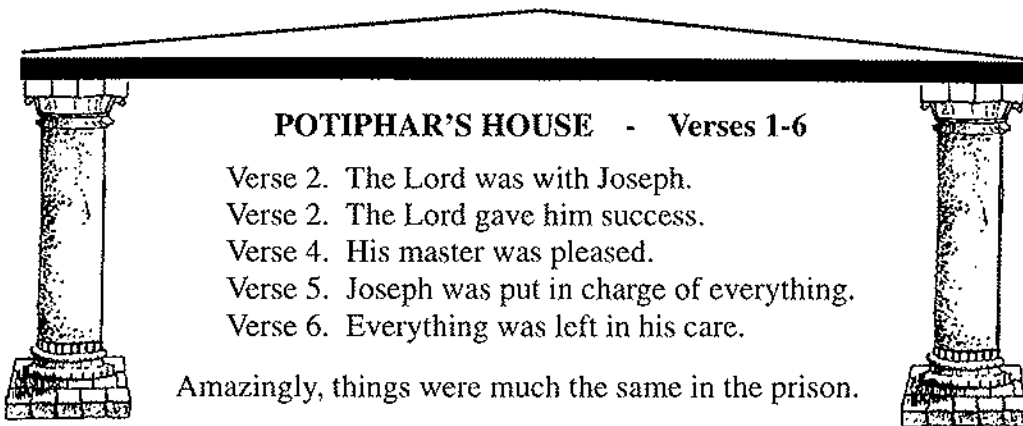 POTIPHAR'S HOUSE - Verses 1-6
Verse 2. The Lord was with Joseph.
Verse 2. The Lord gave him success.
Verse 4. His master was pleased.
Verse 5. Joseph was put in charge of everything.
Verse 6. Everything was left in his care.
Amazingly, things were much the same in the prison.